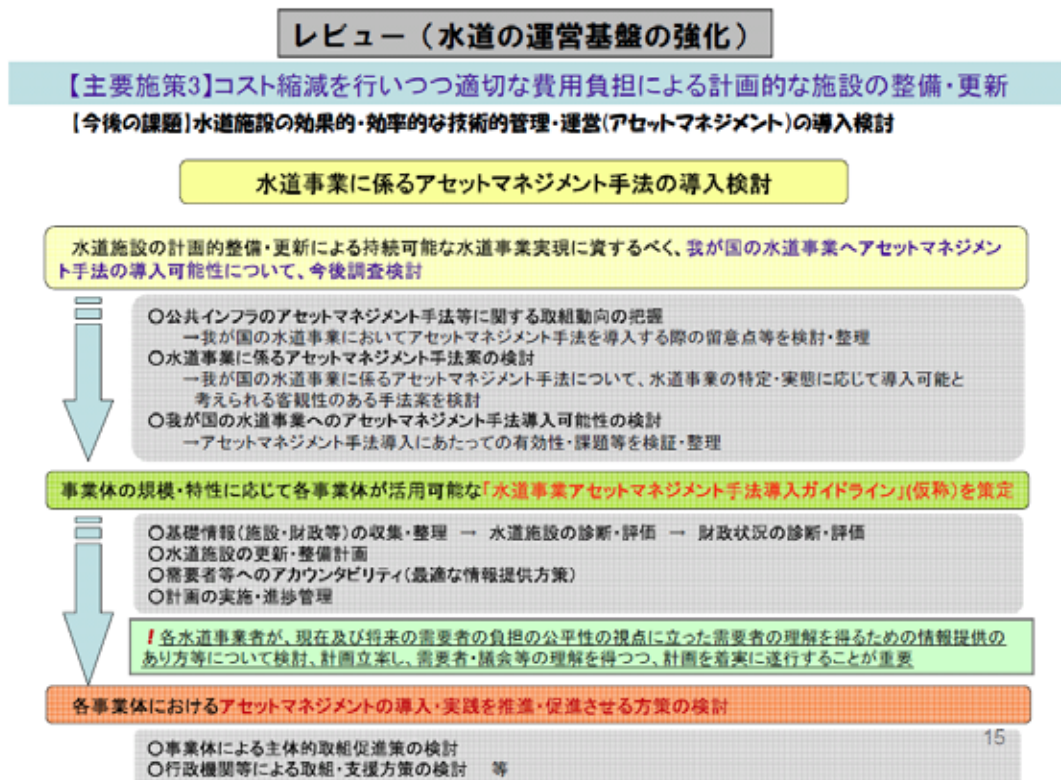 レビュー（水道の運営基盤の強化）
【主要施策3】コスト縮減を行いつつ適切な費用負担による計画的な施設の整備・更新
【今後の課題】水道施設の効果的・効率的な技術的管理・運営(アセットマネジメント)の導入検討
水道事業に係るアセットマネジメント手法の導入検討
水道施設の計画的整備・更新による持続可能な水道事業実現に資するべく、我が国の水道事業へアセットマネジメン
ト手法の導入可能性について、今後調査検討
○公共インフラのアセットマネジメント手法等に関する取組動向の把握
→我が国の水道事業においてアセットマネジメント手法を導入する際の留意点等を検討・整理
○水道事業に係るアセットマネジメント手法案の検討
→我が国の水道事業に係るアセットマネジメント手法について、水道事業の特定・実態に応じて導入可能と
考えられる客観性のある手法案を検討
○我が国の水道事業へのアセットマネジメント手法導入可能性の検討
→アセットマネジメント手法導入にあたっての有効性・課題等を検証・整理
事業体の規模・特性に応じて各事業体が活用可能な「水道事業アセットマネジメント手法導入ガイドライン」(仮称)を策定
○基礎情報(施設・財政等)の収集・整理 → 水道施設の診断・評価 → 財政状況の診断・評価
○水道施設の更新・整備計画
○需要者等へのアカウンタビリティ(最適な情報提供方策)
○計画の実施・進捗管理
！各水道事業者が、現在及び将来の需要者の負担の公平性の視点に立った需要者の理解を得るための情報提供の
あり方等について検討、計画立案し、需要者・議会等の理解を得つつ、計画を着実に遂行することが重要
各事業体におけるアセットマネジメントの導入・実践を推進・促進させる方策の検討
○事業体による主体的取組促進策の検討
○行政機関等による取組・支援方策の検討　等
15